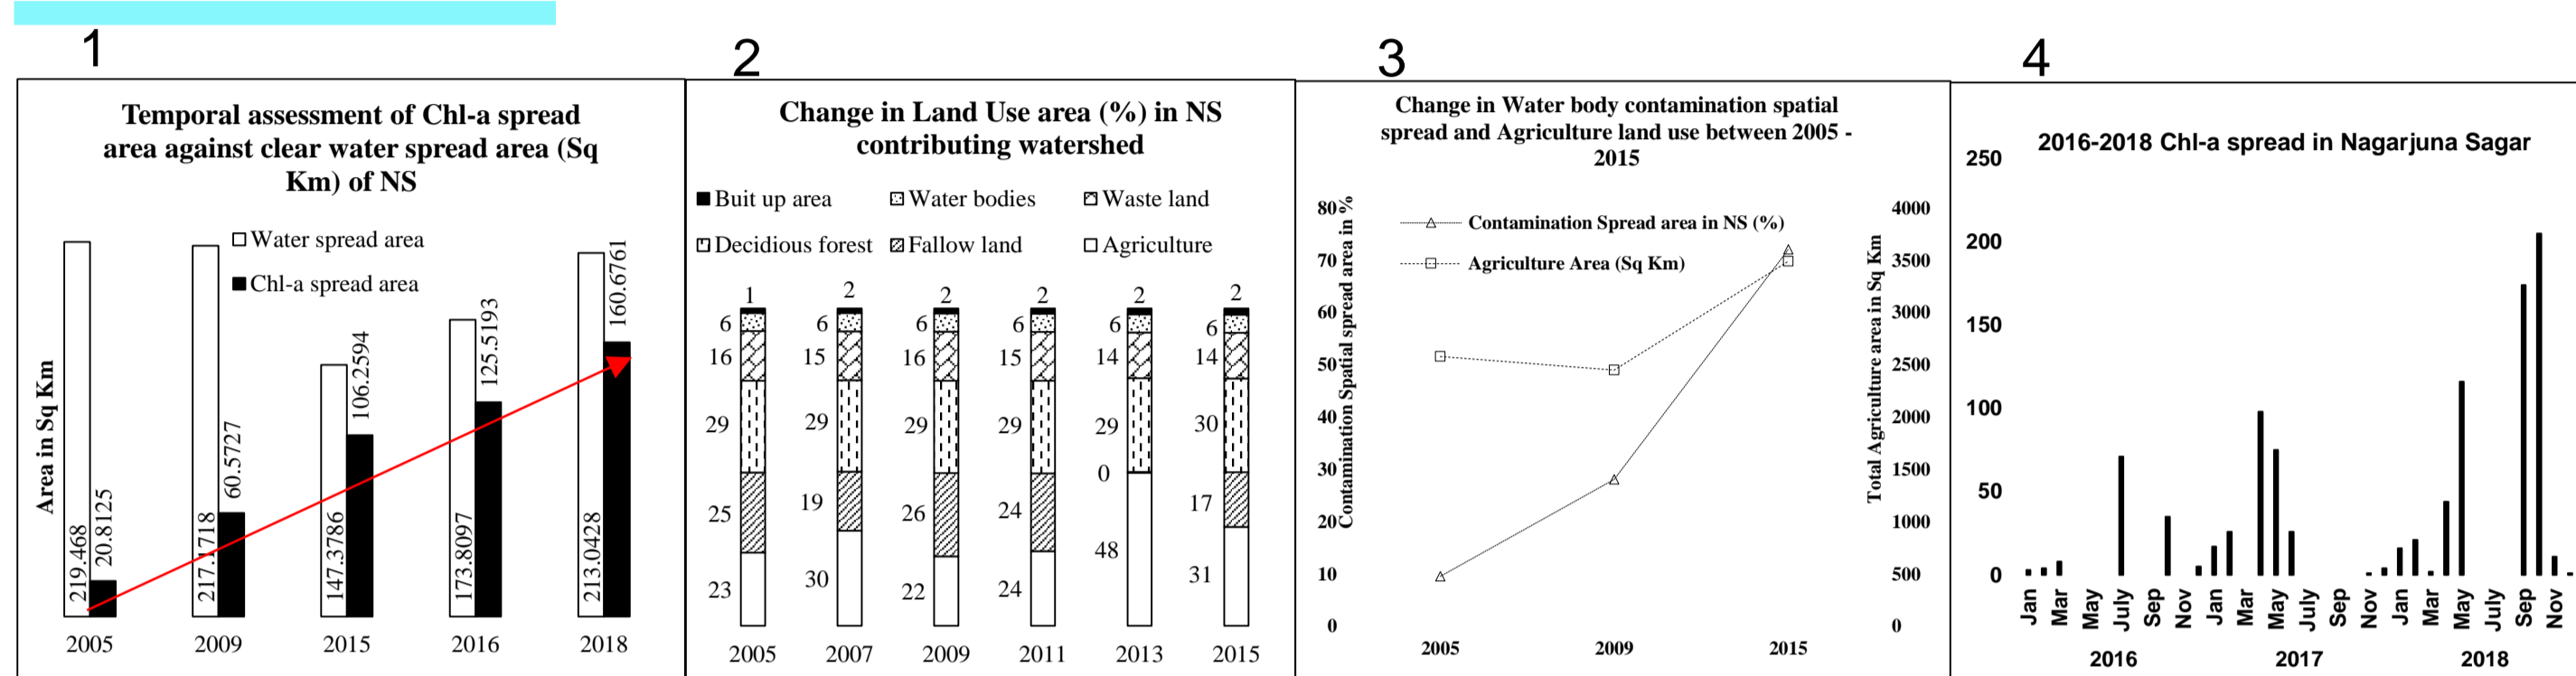 1
Temporal assessment of Chl-a spread
area against clear water spread area (Sq
Km) of NS
Water spread area
Chl-a spread area
Area in Sq Km
219.468
20.8125
217.1718
60.5727
147.3786
106.2594
173.8097
125.5193
213.0428
160.6761
2005 2009 2015 2016 2018
2
Change in Land Use area (%) in NS
contributing watershed
Buit up area Water bodies Waste land
Decidious forest Fallow land Agriculture
1 2 2 2 2 2
6 6 6 6 6 6
16 15 16 15 14 14
29 29 29 29 29 30
25 19 26 24 0 17
23 30 22 24 48 31
2005 2007 2009 2011 2013 2015
3
Change in Water body contamination spatial
spread and Agriculture land use between 2005 -
2015
Contamination Spread area in NS (%)
Agriculture Area (Sq Km)
Contamination Spatial spread area in %
80
70
60
50
40
30
20
10
0
Total Agriculture area in Sq Km
4000
3500
3000
2500
2000
1500
1000
500
0
2005 2009 2015
4
2016-2018 Chl-a spread in Nagarjuna Sagar
250
200
150
100
50
0
Jan Mar May July Sep Nov Jan Mar May July Sep Nov Jan Mar May July Sep Nov
2016 2017 2018